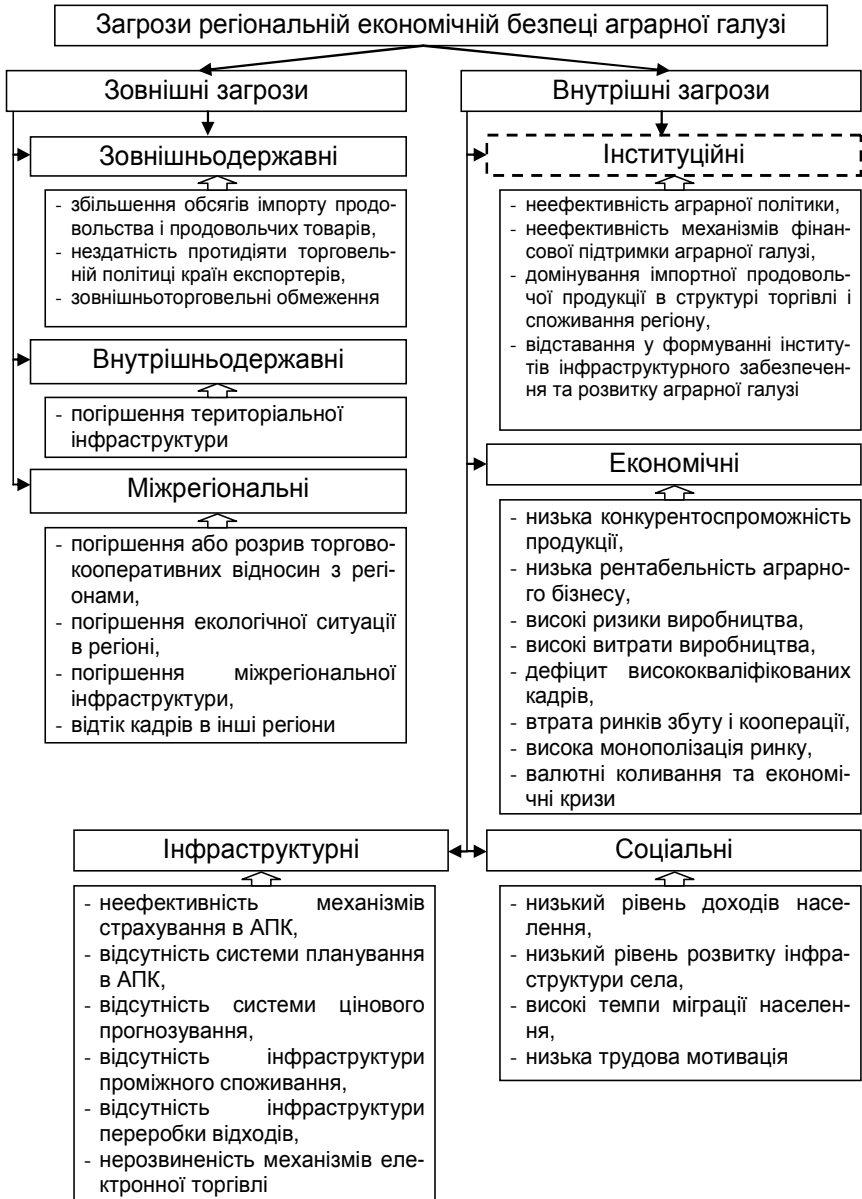 Загрози регіональній економічній безпеці аграрної галузі
Зовнішні загрози
Зовнішньодержавні
- збільшення обсягів імпорту продо-
вольства і продовольчих товарів,
- нездатність протидіяти торговель-
ній політиці країн експортерів,
- зовнішньоторговельні обмеження
Внутрішньодержавні
- погіршення територіальної
інфраструктури
Міжрегіональні
- погіршення або розрив торгово-
кооперативних відносин з регі-
онами,
- погіршення екологічної ситуації
в регіоні,
- погіршення міжрегіональної
інфраструктури,
- відтік кадрів в інші регіони
Внутрішні загрози
Інституційні
- неефективність аграрної політики,
- неефективність механізмів фінан-
сової підтримки аграрної галузі,
- домінування імпортної продоволь-
чої продукції в структурі торгівлі і
споживання регіону,
- відставання у формуванні інститу-
тів інфраструктурного забезпечен-
ня та розвитку аграрної галузі
Економічні
- низька конкурентоспроможність
продукції,
- низька рентабельність аграрно-
го бізнесу,
- високі ризики виробництва,
- високі витрати виробництва,
- дефіцит висококваліфікованих
кадрів,
- втрата ринків збуту і кооперації,
- висока монополізація ринку,
- валютні коливання та економі-
чні кризи
Інфраструктурні
- неефективність механізмів
страхування в АПК,
- відсутність системи планування
в АПК,
- відсутність системи цінового
прогнозування,
- відсутність інфраструктури
проміжного споживання,
- відсутність інфраструктури
переробки відходів,
- нерозвиненість механізмів еле-
ктронної торгівлі
Соціальні
- низький рівень доходів насе-
лення,
- низький рівень розвитку інфра-
структури села,
- високі темпи міграції населен-
ня,
- низька трудова мотивація